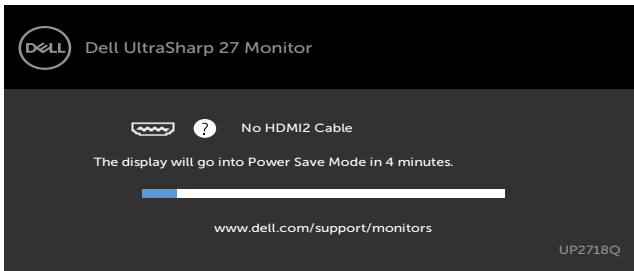 DELL Dell UltraSharp 27 Monitor
? No HDMI2 Cable
The display will go into Power Save Mode in 4 minutes.
www.dell.com/support/monitors
UP2718Q